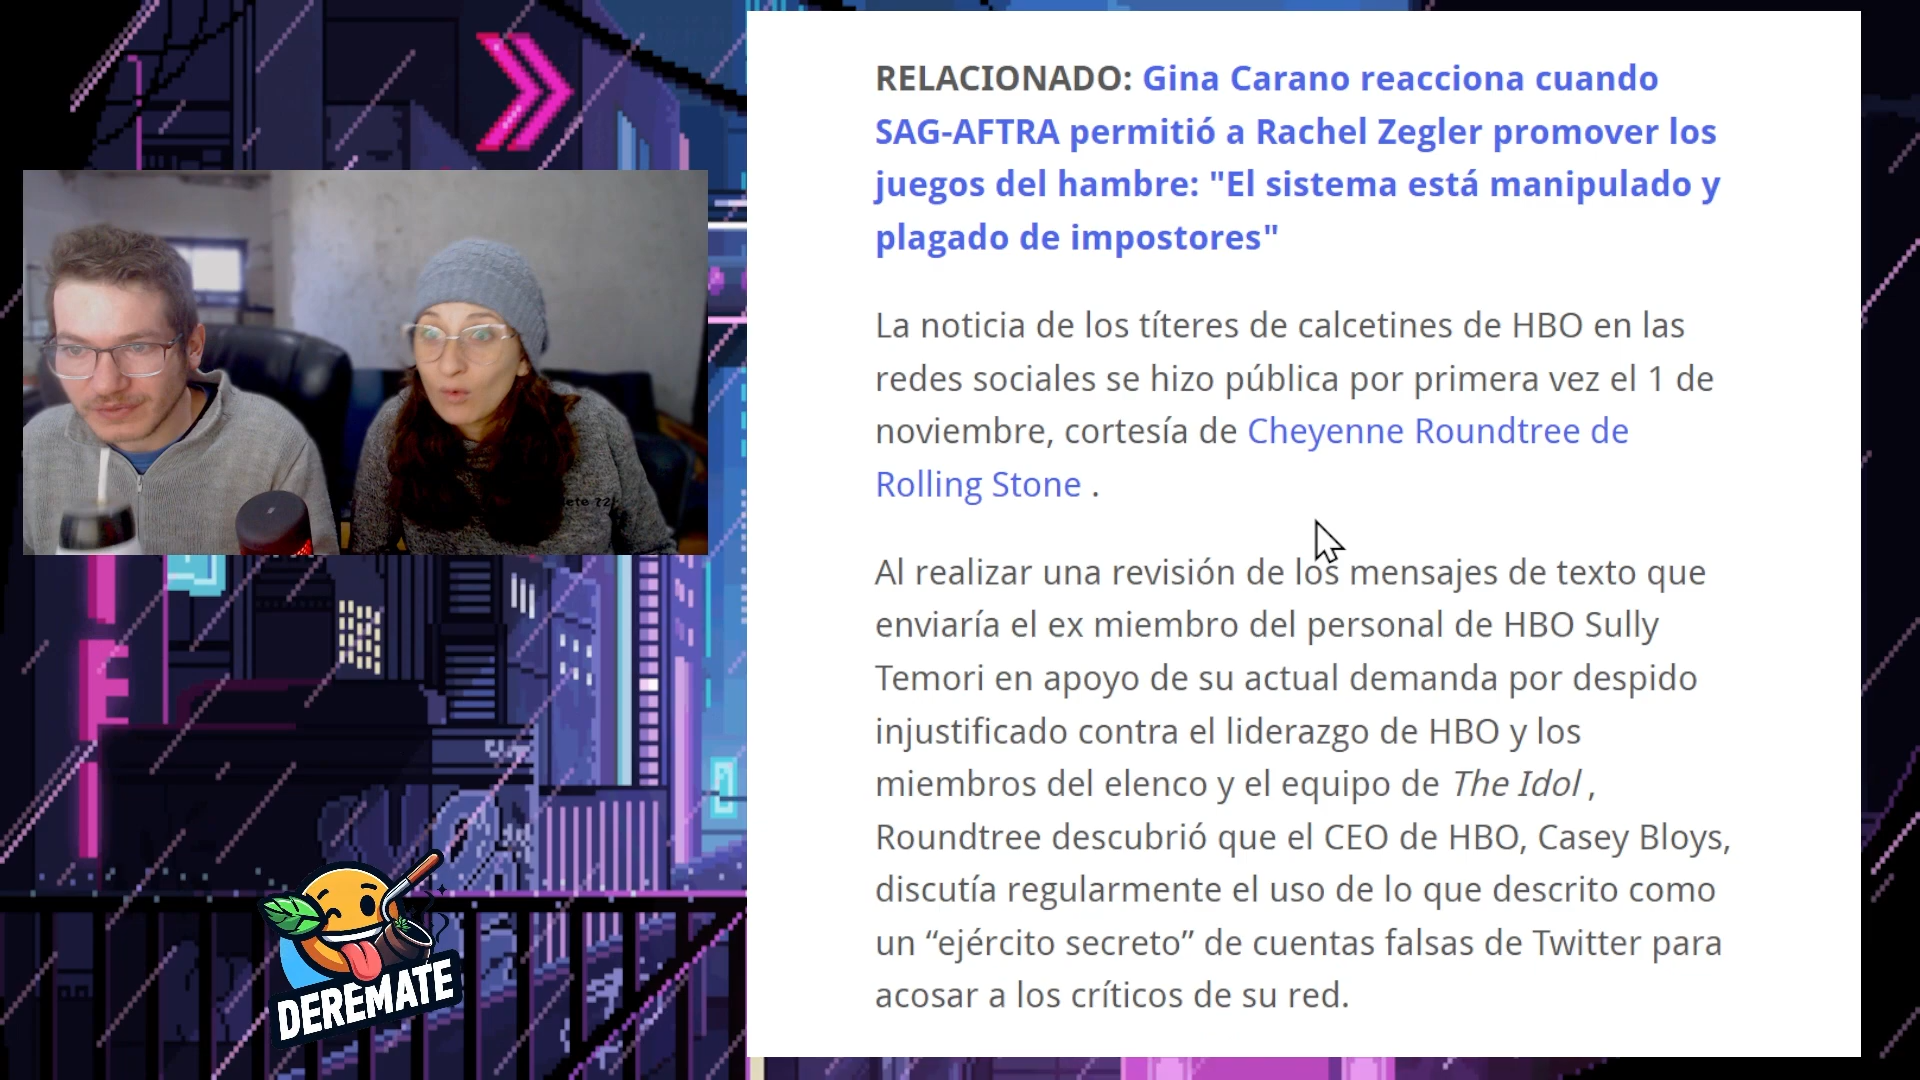 RELACIONADO: Gina Carano reacciona cuando
SAG-AFTRA permitió a Rachel Zegler promover los
juegos del hambre: "El sistema está manipulado y
plagado de impostores"
La noticia de los títeres de calcetines de HBO en las
redes sociales se hizo pública por primera vez el 1 de
noviembre, cortesía de Cheyenne Roundtree de
Rolling Stone .
Al realizar una revisión de los mensajes de texto que
enviaría el ex miembro del personal de HBO Sully
Temori en apoyo de su actual demanda por despido
injustificado contra el liderazgo de HBO y los
miembros del elenco y el equipo de The Idol ,
Roundtree descubrió que el CEO de HBO, Casey Bloys,
discutía regularmente el uso de lo que descrito como
un “ejército secreto” de cuentas falsas de Twitter para
acosar a los críticos de su red.
DEREMATE